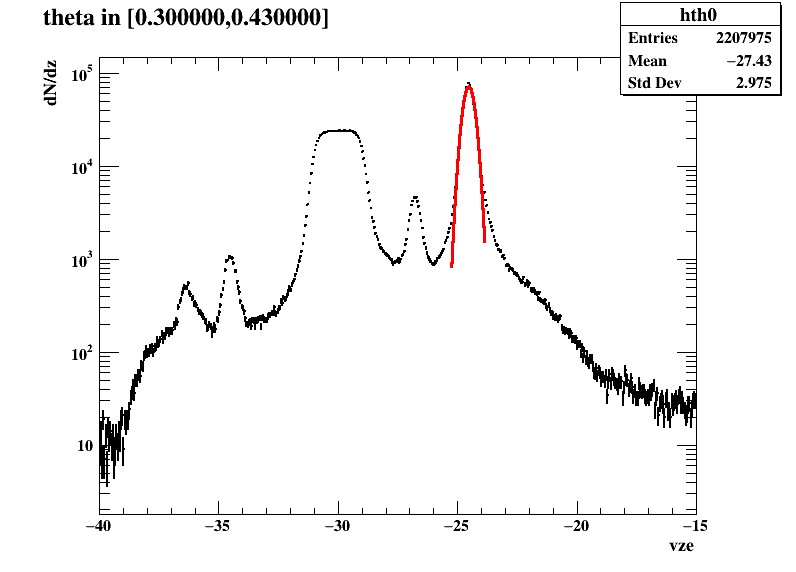 theta in [0.300000,0.430000]
hth0
Entries 2207975
Mean −27.43
Std Dev 2.975
dN/dz
10^5
10^4
10^3
10^2
10
−40 −35 −30 −25 −20 −15
vze